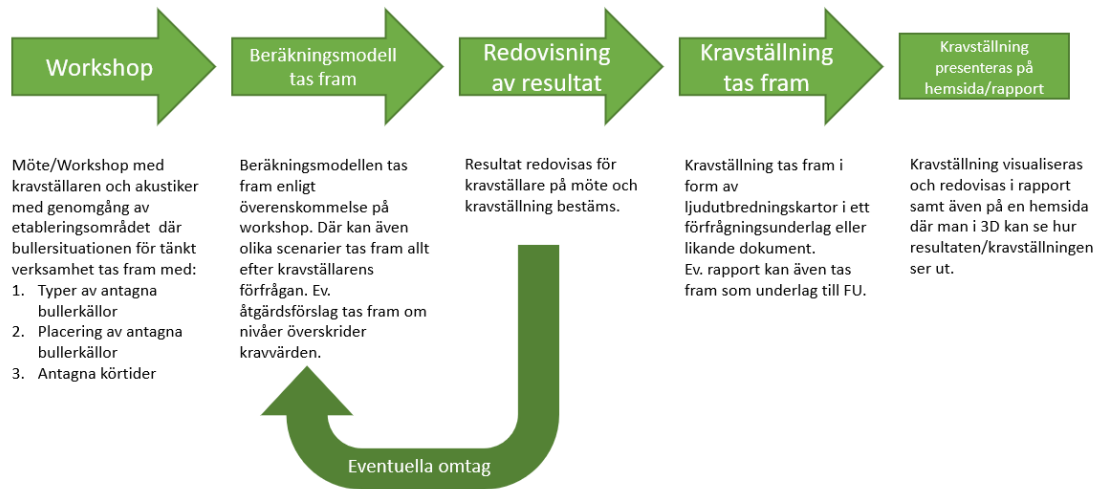 Workshop
Beräkningsmodell
tas fram
Redovisning
av resultat
Kravställning
tas fram
Kravställning
presenteras på
hemsida/rapport
Möte/Workshop med
kravställaren och akustiker
med genomgång av
etableringsområdet där
bullersituationen för tänkt
verksamhet tas fram med:
1. Typer av antagna
bullerkällor
2. Placering av antagna
bullerkällor
3. Antagna körtider
Beräkningsmodellen tas
fram enligt
överenskommelse på
workshop. Där kan även
olika scenarier tas fram allt
efter kravställarens
förfrågan. Ev.
åtgärdsförslag tas fram om
nivåer överskrider
kravvärden.
Resultat redovisas för
kravställare på möte och
kravställning bestäms.
Kravställning tas fram i
form av
ljudutbredningskartor i ett
förfrågningsunderlag eller
likande dokument.
Ev. rapport kan även tas
fram som underlag till FU.
Kravställning visualiseras
och redovisas i rapport
samt även på en hemsida
där man i 3D kan se hur
resultaten/kravställningen
ser ut.
Eventuella omtag